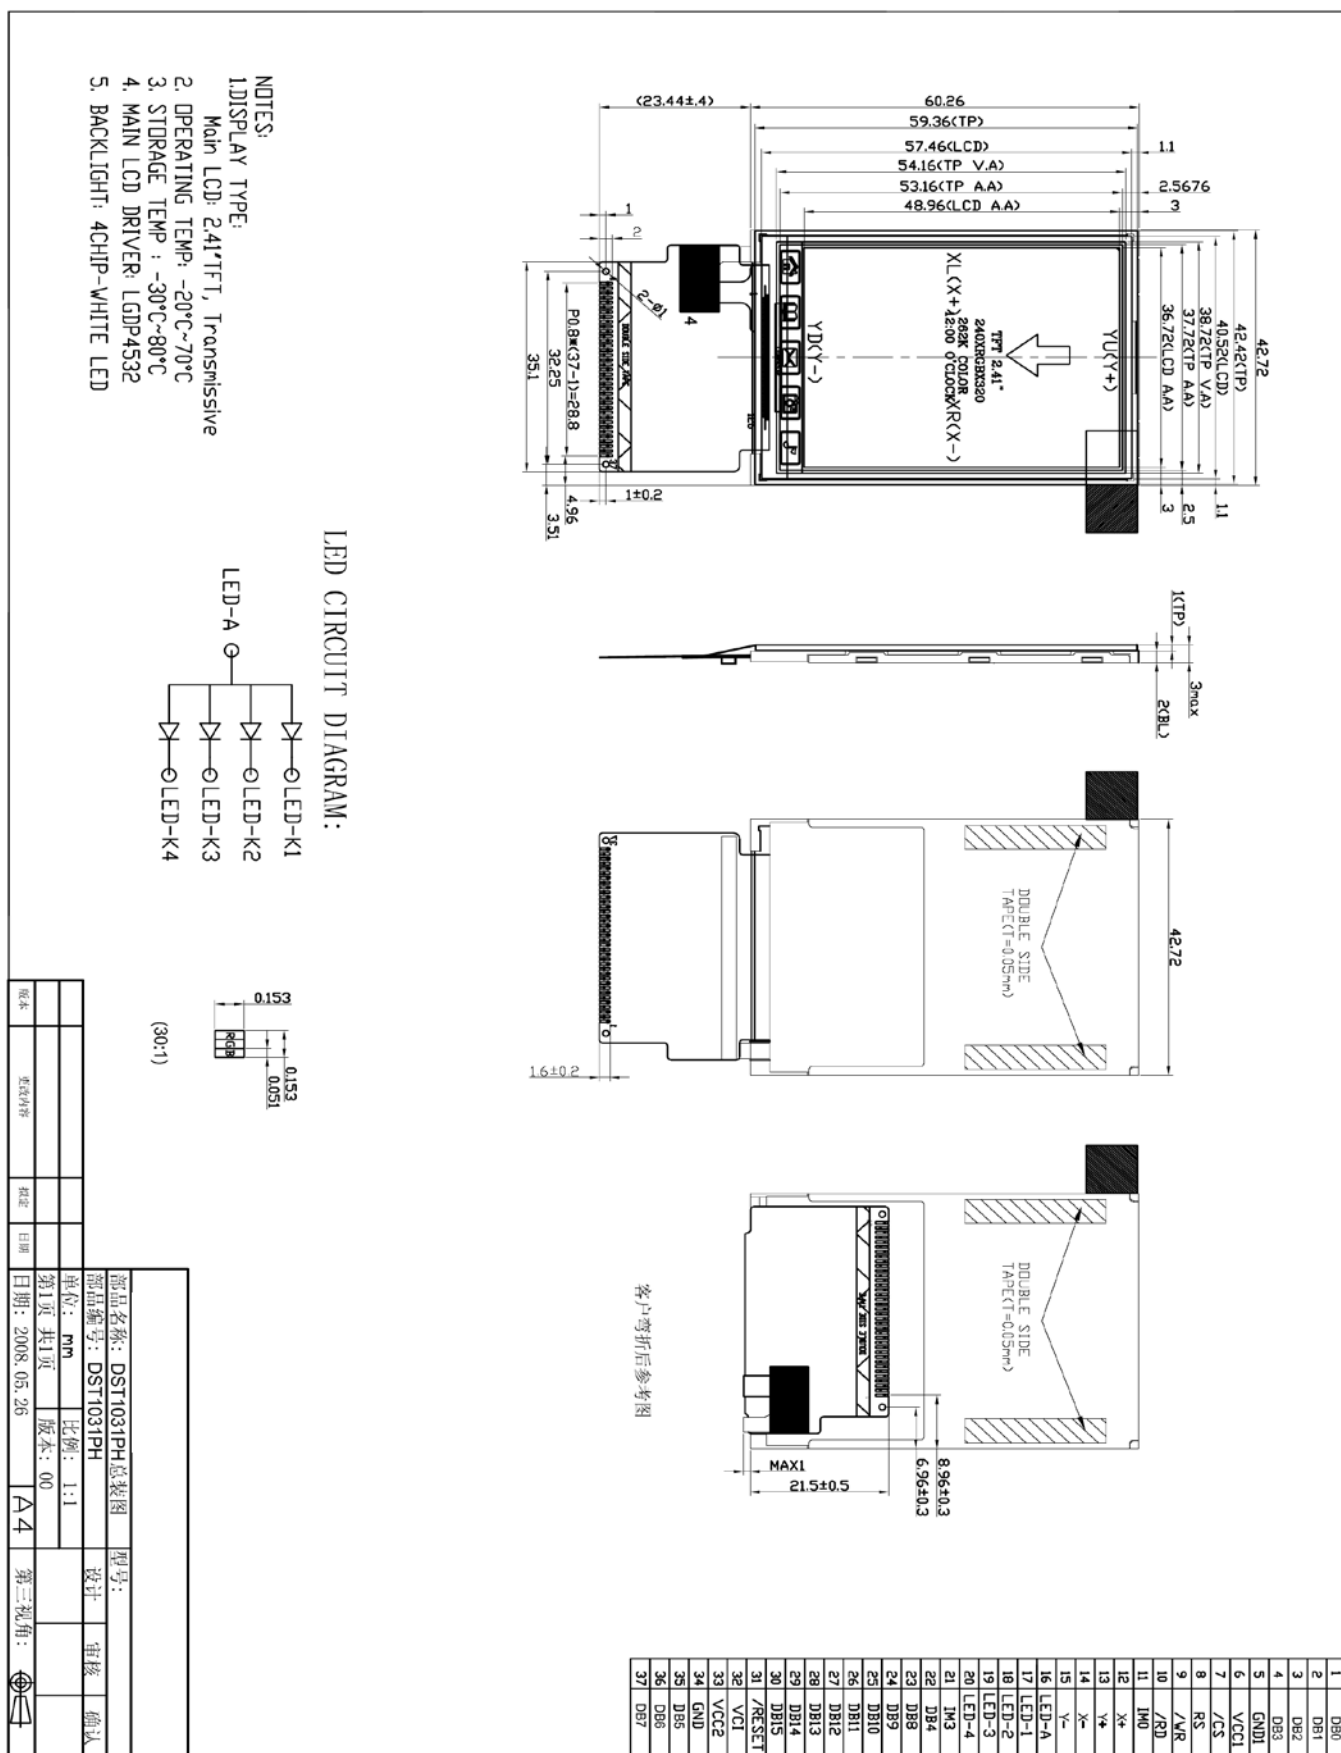 60.26
59.36(TP)
57.46(LCD)
54.16(TP V.A)
53.16(TP A.A)
48.96(LCD A.A)
(23.44±.4)
1.1
2.5676
3
1
2
42.72
42.42(TP)
40.52(LCD)
38.72(TP V.A)
37.72(TP A.A)
36.72(LCD A.A)
1.1
2.5
3
YU(Y+)
XL(X+)
TFT 2.41"
240XRGBX320
262K COLOR
12:00 O'CLOCK
XR(X-)
YD(Y-)
4
2-ø1
DOUBLE SIDE TAPE
P0.8*(37-1)=28.8
32.25
35.1
1±0.2
4.96
3.51
1(TP)
3max
2(BL)
42.72
DOUBLE SIDE
TAPE(T=0.05mm)
1.6±0.2
DOUBLE SIDE
TAPE(T=0.05mm)
DOUBLE SIDE TAPE
8.96±0.3
6.96±0.3
21.5±0.5
MAX1
客户弯折后参考图
NOTES:
1.DISPLAY TYPE:
Main LCD: 2.41"TFT, Transmissive
2. OPERATING TEMP: -20°C~70°C
3. STORAGE TEMP : -30°C~80°C
4. MAIN LCD DRIVER: LGDP4532
5. BACKLIGHT: 4CHIP-WHITE LED
LED CIRCUIT DIAGRAM:
LED-A
LED-K1
LED-K2
LED-K3
LED-K4
0.153
RGB
0.153
0.051
(30:1)
1 DB0
2 DB1
3 DB2
4 DB3
5 GND1
6 VCC1
7 /CS
8 RS
9 /WR
10 /RD
11 IM0
12 X+
13 Y+
14 X-
15 Y-
16 LED-A
17 LED-1
18 LED-2
19 LED-3
20 LED-4
21 IM3
22 DB4
23 DB8
24 DB9
25 DB10
26 DB11
27 DB12
28 DB13
29 DB14
30 DB15
31 /RESET
32 VCI
33 VCC2
34 GND
35 DB5
36 DB6
37 DB7
版本 更改内容 拟定 日期
部品名称: DST1031PH总装图 型号:
部品编号: DST1031PH 设计 审核 确认
单位: mm 比例: 1:1
第1页 共1页 版本: 00
日期: 2008.05.26 A4 第三视角: